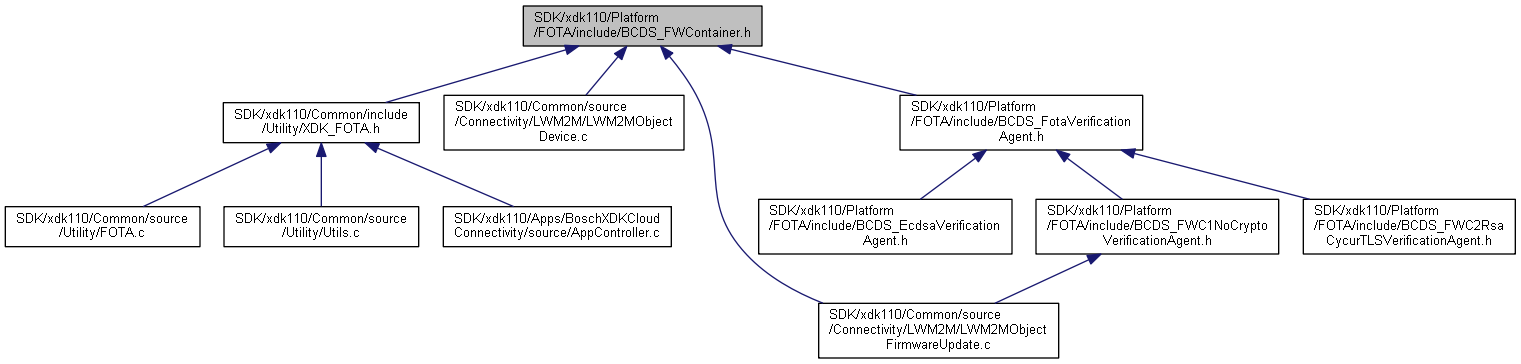 SDK/xdk110/Platform
/FOTA/include/BCDS_FWContainer.h
SDK/xdk110/Common/include
/Utility/XDK_FOTA.h
SDK/xdk110/Common/source
/Connectivity/LWM2M/LWM2MObject
Device.c
SDK/xdk110/Platform
/FOTA/include/BCDS_FotaVerification
Agent.h
SDK/xdk110/Common/source
/Utility/FOTA.c
SDK/xdk110/Common/source
/Utility/Utils.c
SDK/xdk110/Apps/BoschXDKCloud
Connectivity/source/AppController.c
SDK/xdk110/Platform
/FOTA/include/BCDS_EcdsaVerification
Agent.h
SDK/xdk110/Platform
/FOTA/include/BCDS_FWC1NoCrypto
VerificationAgent.h
SDK/xdk110/Platform
/FOTA/include/BCDS_FWC2Rsa
CycurTLSVerificationAgent.h
SDK/xdk110/Common/source
/Connectivity/LWM2M/LWM2MObject
FirmwareUpdate.c